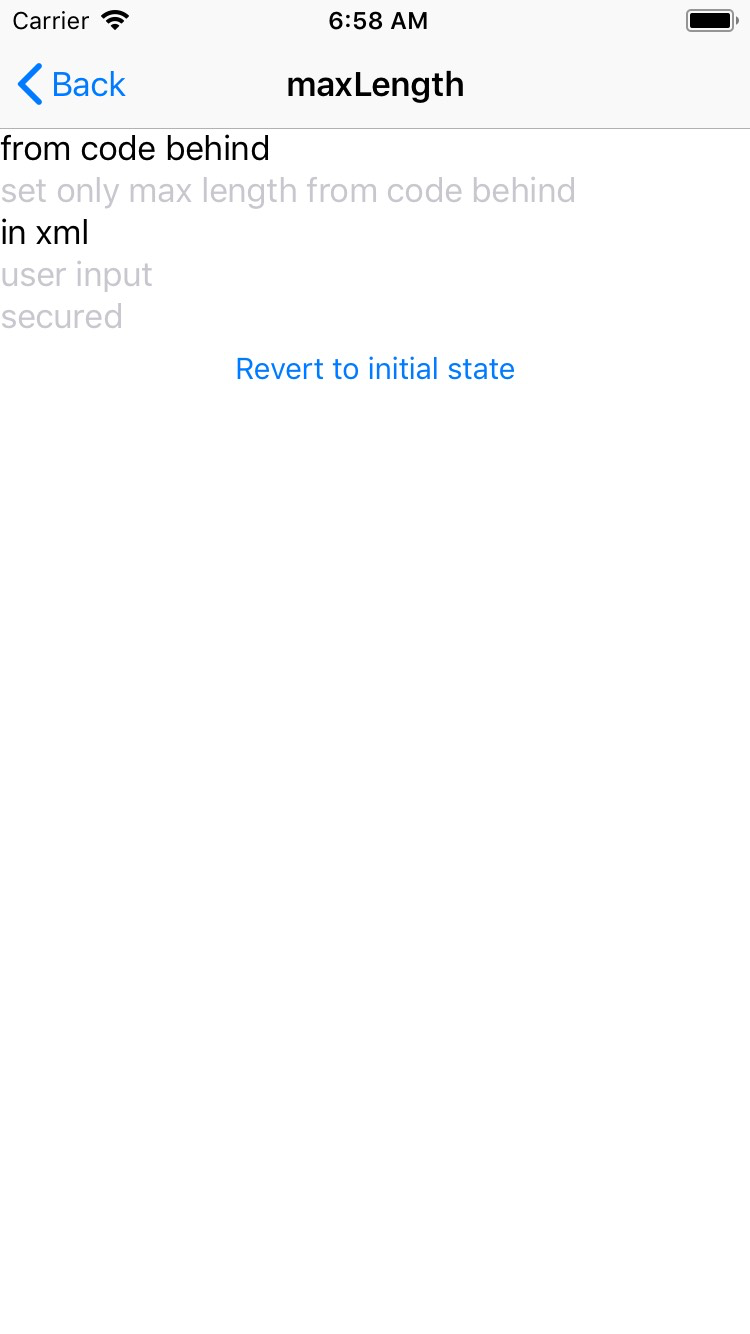 Carrier 6:58 AM
Back maxLength
from code behind
set only max length from code behind
in xml
user input
secured
Revert to initial state